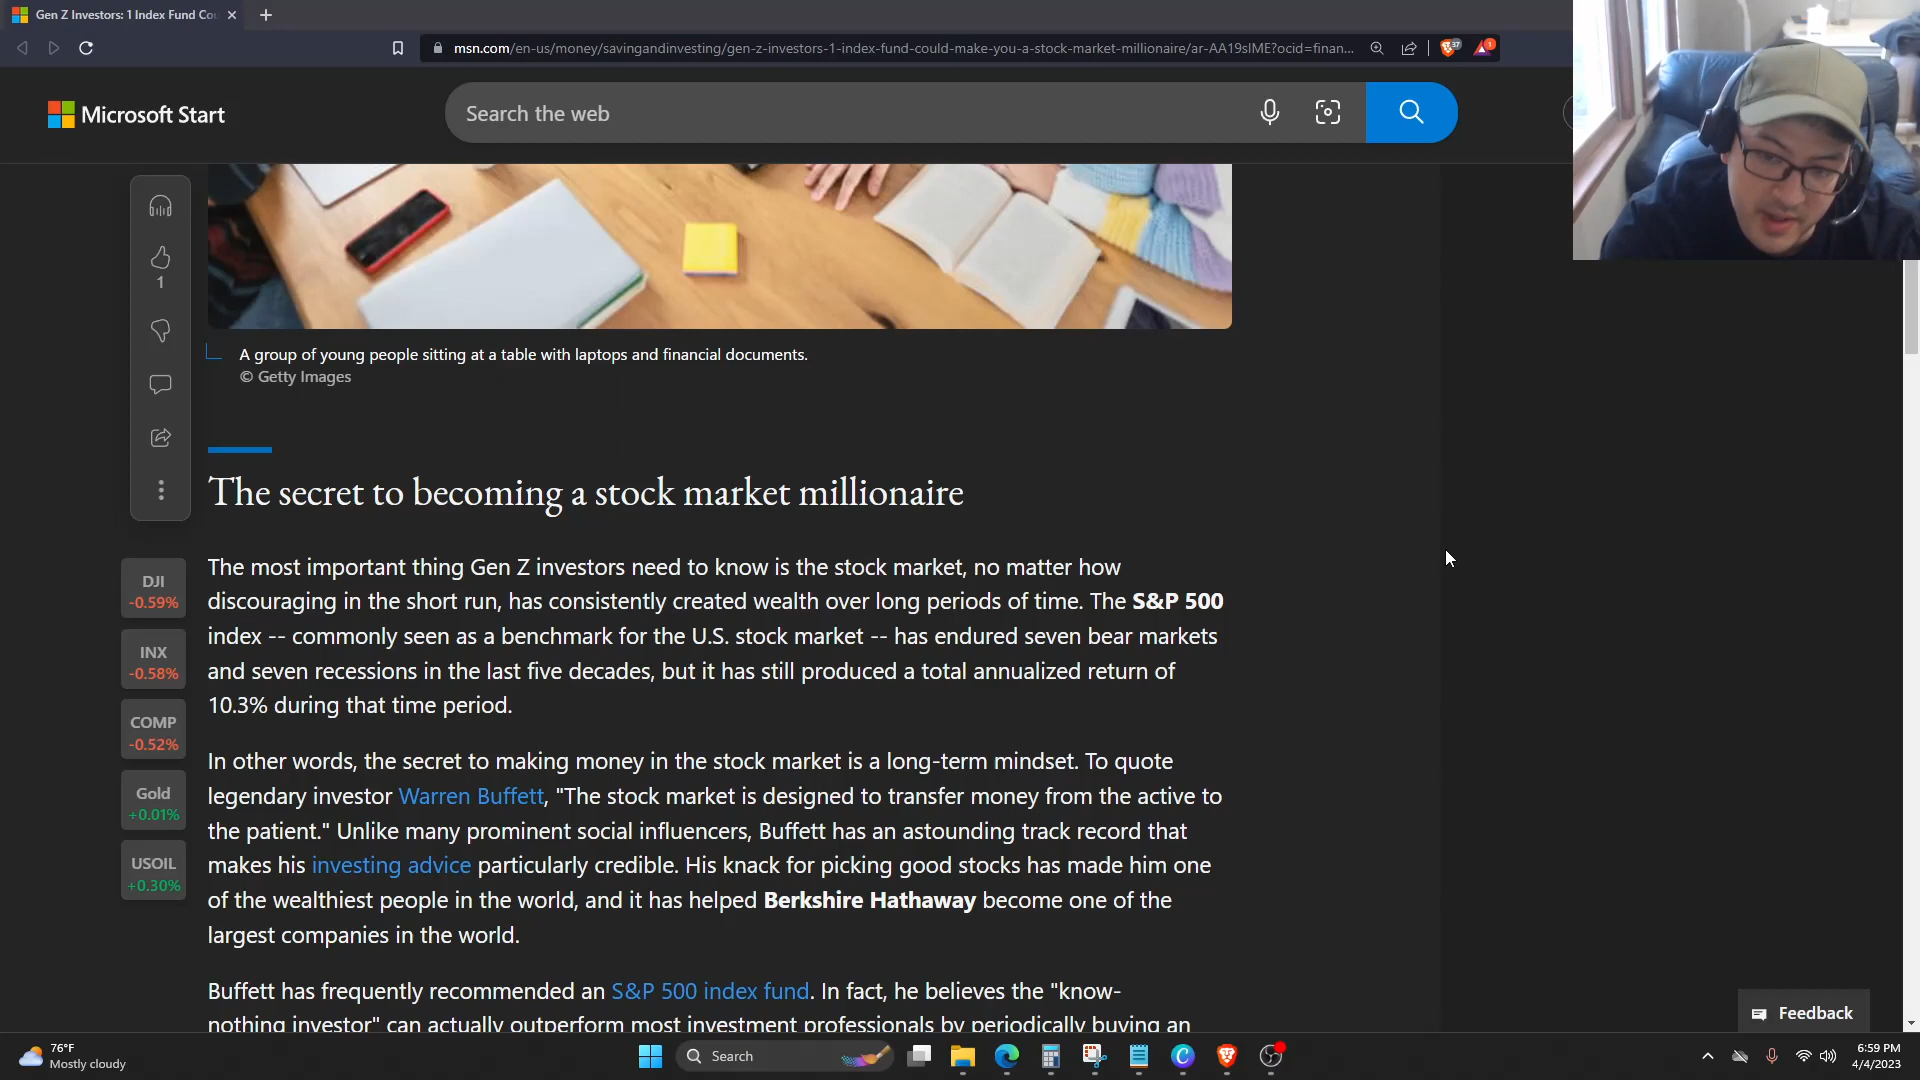 Gen Z Investors: 1 Index Fund Cou
msn.com/en-us/money/savingandinvesting/gen-z-investors-1-index-fund-could-make-you-a-stock-market-millionaire/ar-AA19slME?ocid=finan...
37
1
Microsoft Start
Search the web
1
A group of young people sitting at a table with laptops and financial documents.
© Getty Images
The secret to becoming a stock market millionaire
DJI
-0.59%
INX
-0.58%
COMP
-0.52%
Gold
+0.01%
USOIL
+0.30%
The most important thing Gen Z investors need to know is the stock market, no matter how
discouraging in the short run, has consistently created wealth over long periods of time. The S&P 500
index -- commonly seen as a benchmark for the U.S. stock market -- has endured seven bear markets
and seven recessions in the last five decades, but it has still produced a total annualized return of
10.3% during that time period.
In other words, the secret to making money in the stock market is a long-term mindset. To quote
legendary investor Warren Buffett, "The stock market is designed to transfer money from the active to
the patient." Unlike many prominent social influencers, Buffett has an astounding track record that
makes his investing advice particularly credible. His knack for picking good stocks has made him one
of the wealthiest people in the world, and it has helped Berkshire Hathaway become one of the
largest companies in the world.
Buffett has frequently recommended an S&P 500 index fund. In fact, he believes the "know-
nothing investor" can actually outperform most investment professionals by periodically buying an
Feedback
76°F
Mostly cloudy
Search
6:59 PM
4/4/2023